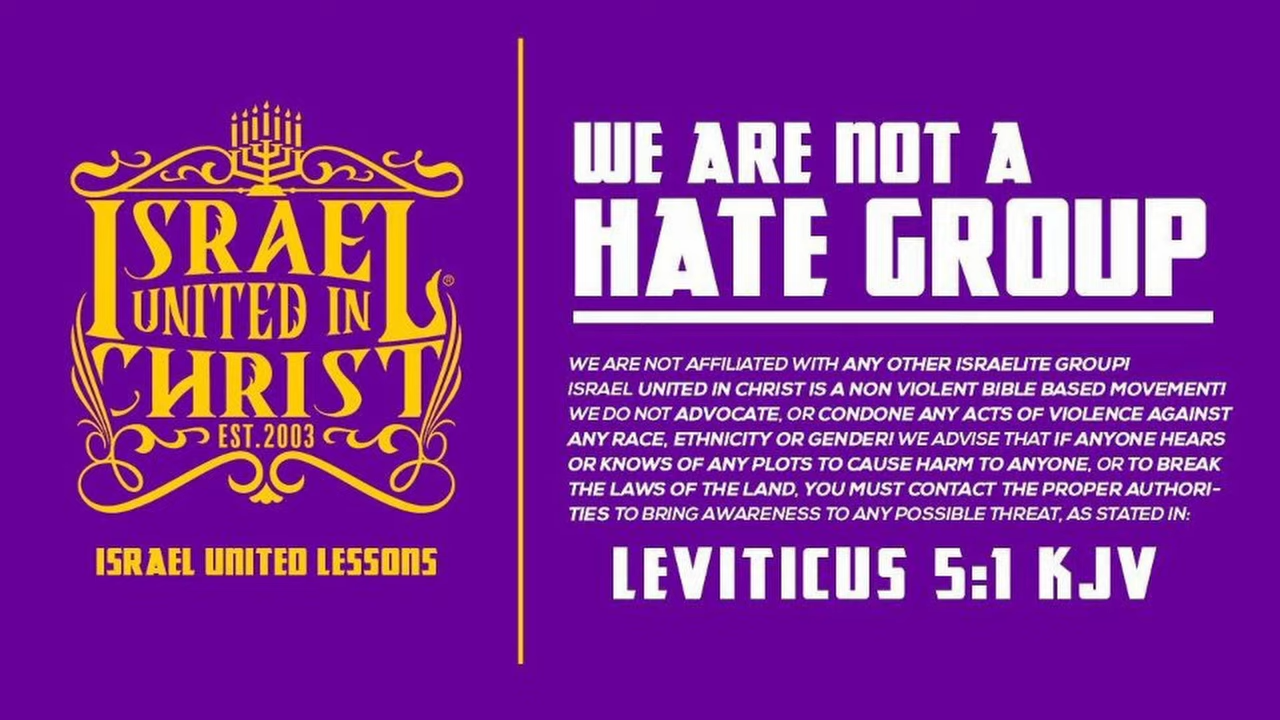 ISRAEL
UNITED IN
CHRIST
EST. 2003
®
ISRAEL UNITED LESSONS
WE ARE NOT A
HATE GROUP
WE ARE NOT AFFILIATED WITH ANY OTHER ISRAELITE GROUP!
ISRAEL UNITED IN CHRIST IS A NON VIOLENT BIBLE BASED MOVEMENT!
WE DO NOT ADVOCATE, OR CONDONE ANY ACTS OF VIOLENCE AGAINST
ANY RACE, ETHNICITY OR GENDER! WE ADVISE THAT IF ANYONE HEARS
OR KNOWS OF ANY PLOTS TO CAUSE HARM TO ANYONE, OR TO BREAK
THE LAWS OF THE LAND, YOU MUST CONTACT THE PROPER AUTHORI-
TIES TO BRING AWARENESS TO ANY POSSIBLE THREAT, AS STATED IN:
LEVITICUS 5:1 KJV